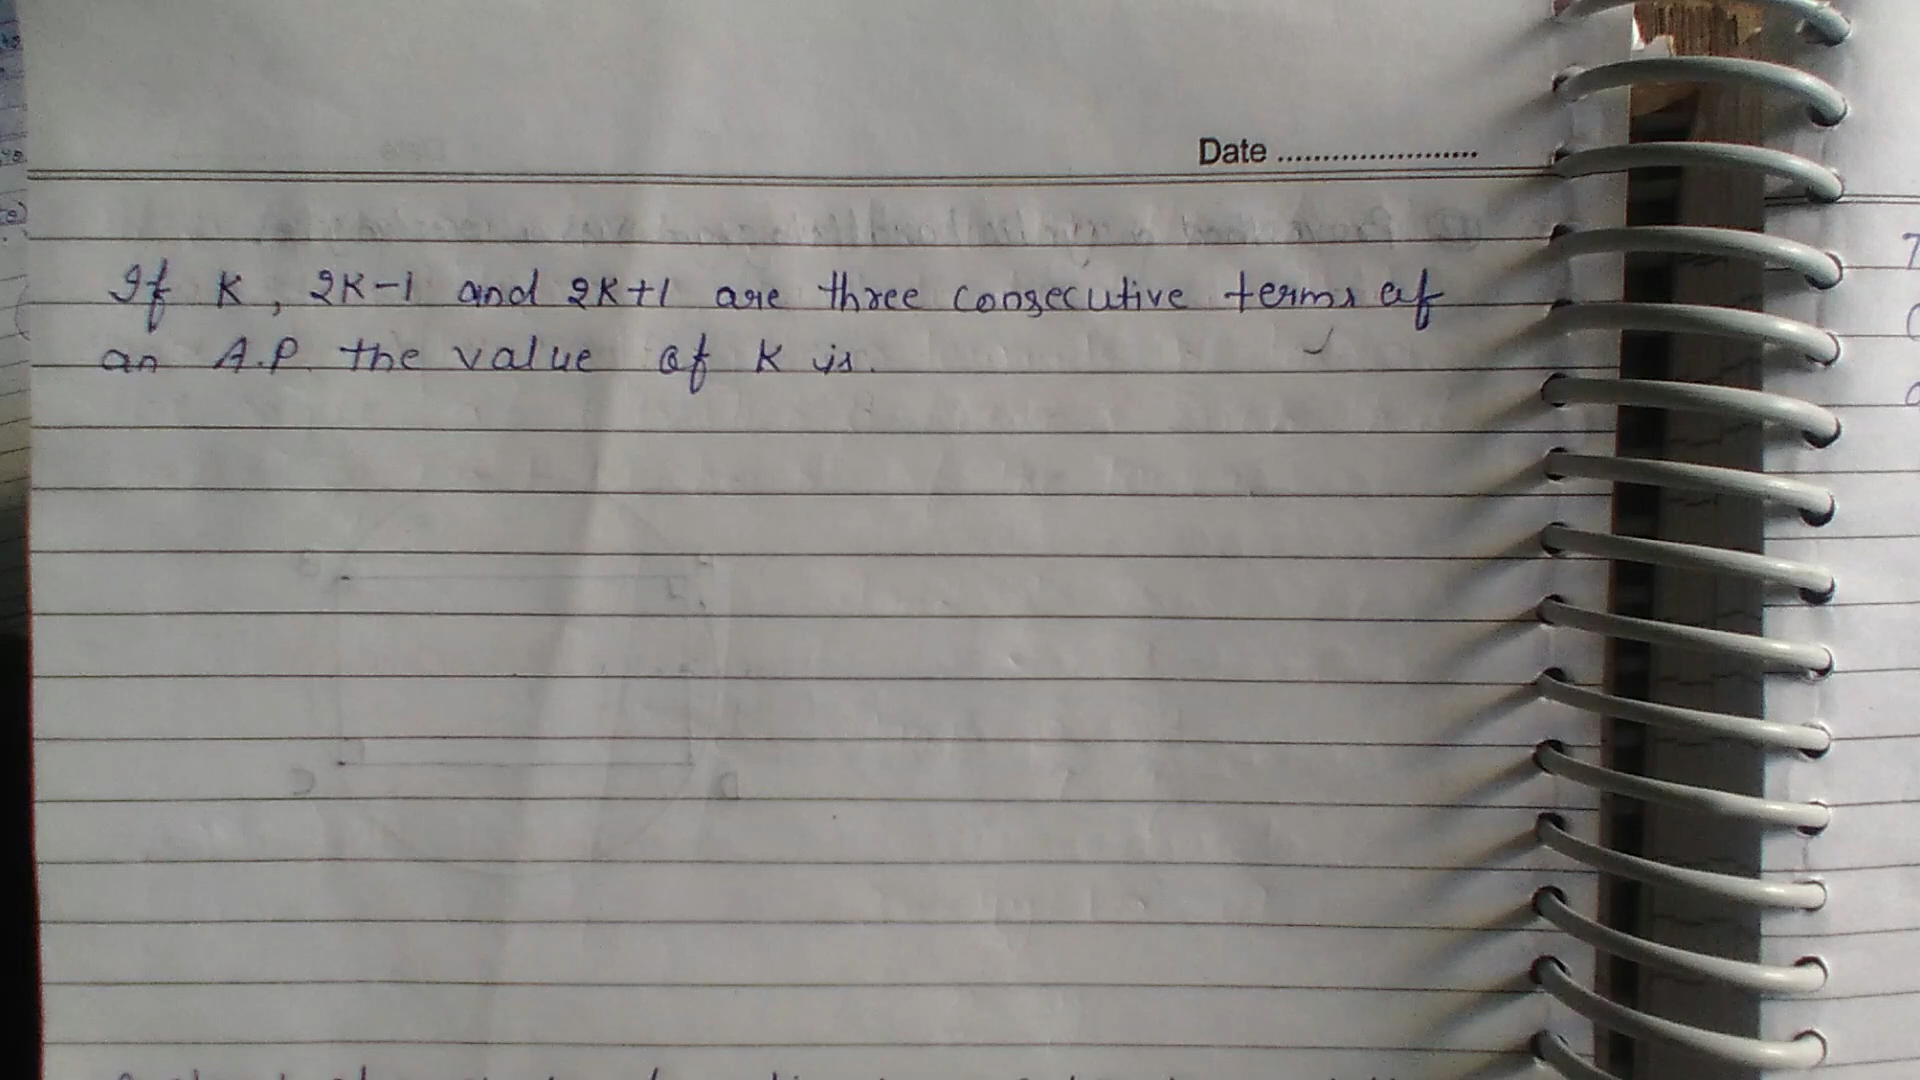 Date ......................
If K, 2K-1 and 2K+1 are three consecutive terms of
an A.P. the value of K is.